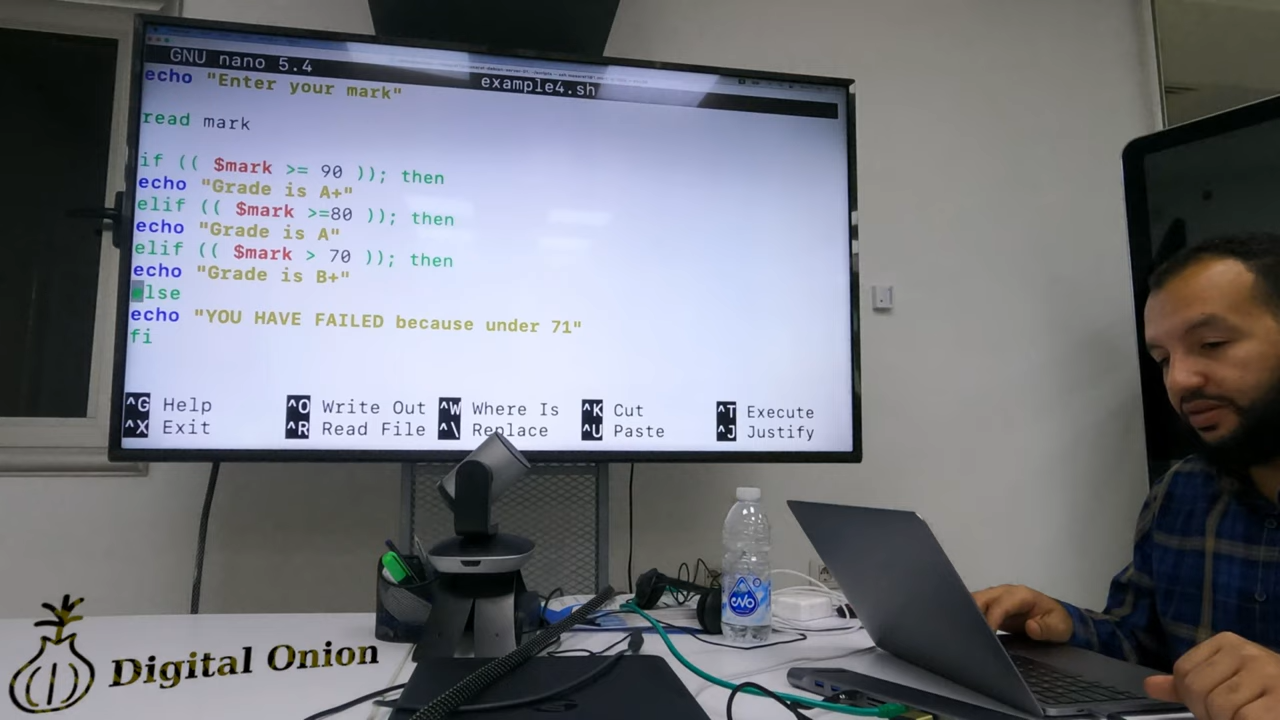 GNU nano 5.4
example4.sh
echo "Enter your mark"
read mark
if (( $mark >= 90 )); then
echo "Grade is A+"
elif (( $mark >=80 )); then
echo "Grade is A"
elif (( $mark > 70 )); then
echo "Grade is B+"
else
echo "YOU HAVE FAILED because under 71"
fi
^G Help ^O Write Out ^W Where Is ^K Cut ^T Execute
^X Exit ^R Read File ^\ Replace ^U Paste ^J Justify
Digital Onion